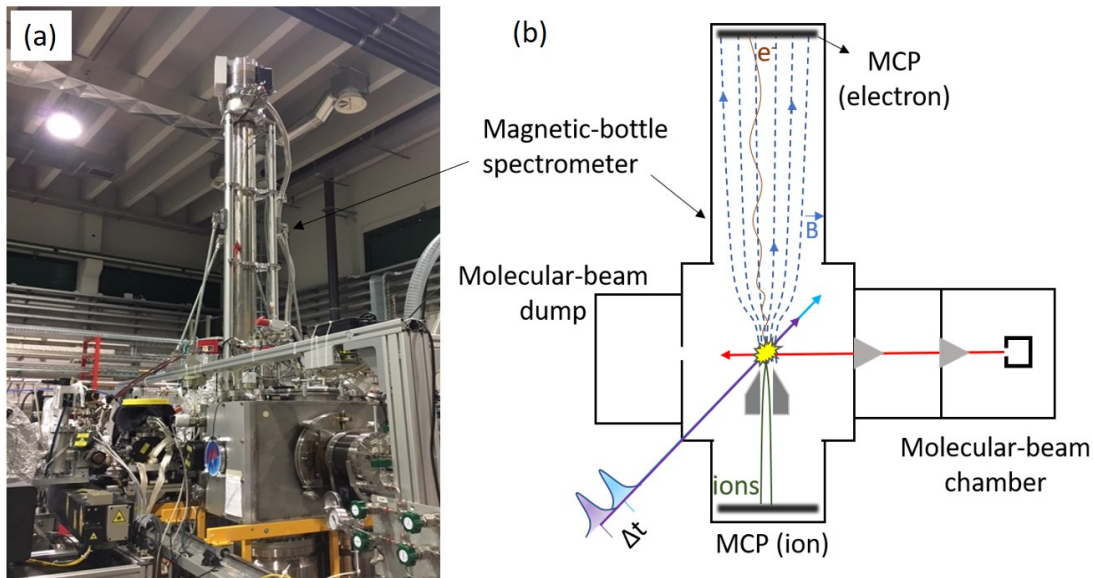 (a)
(b)
e⁻
MCP
(electron)
Magnetic-bottle
spectrometer
B
Molecular-beam
dump
Molecular-beam
chamber
ions
Δt
MCP (ion)